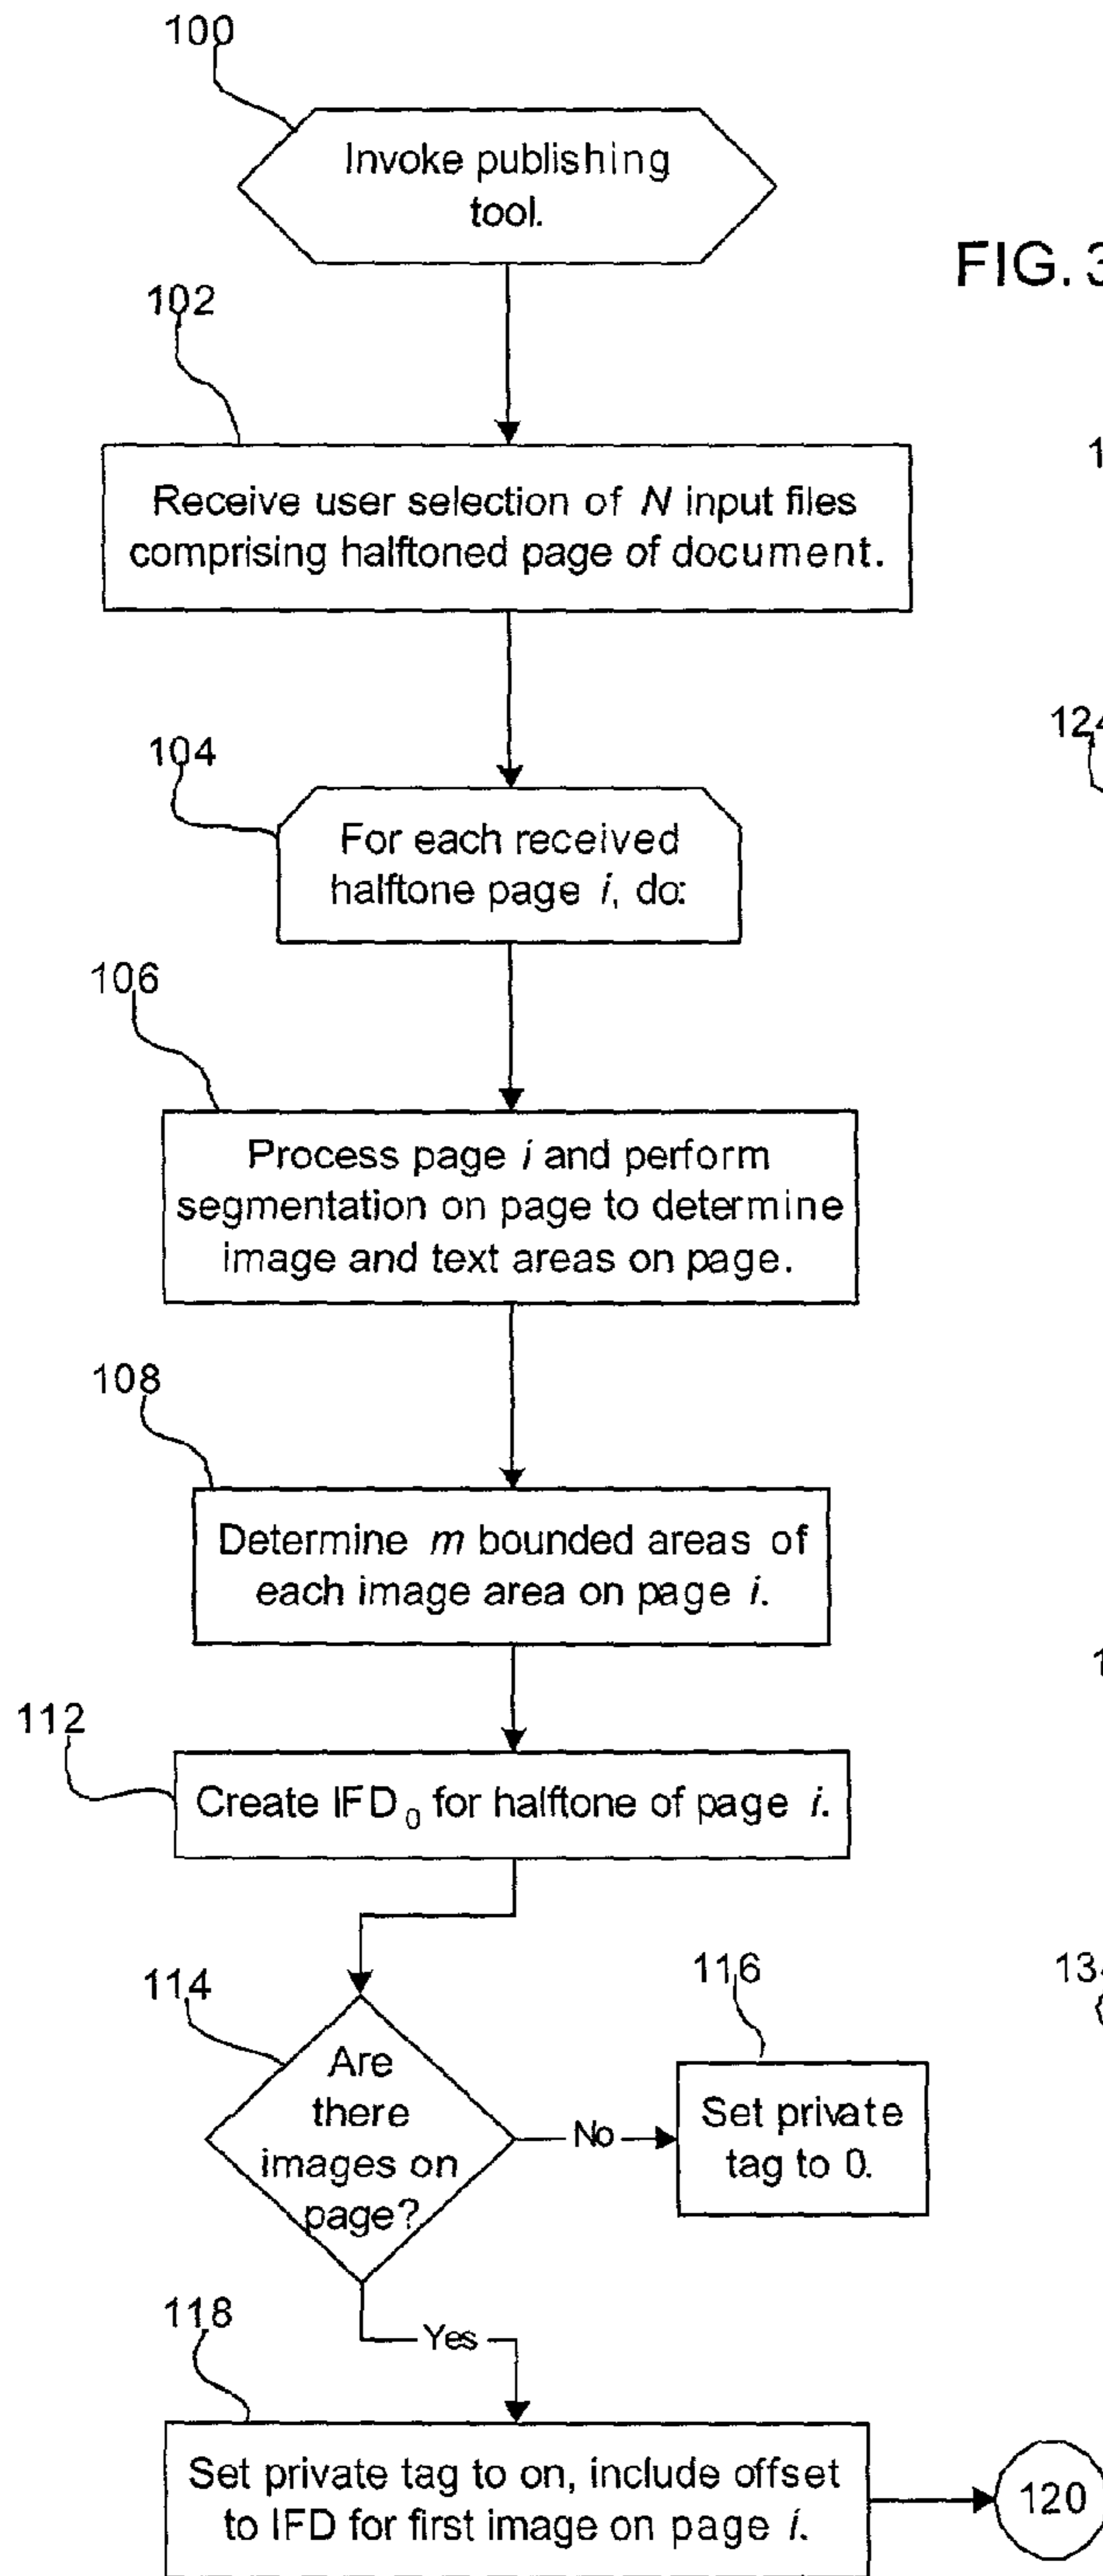 100
Invoke publishing
tool.
FIG. 3
102
Receive user selection of N input files
comprising halftoned page of document.
104
For each received
halftone page i, do:
124
106
Process page i and perform
segmentation on page to determine
image and text areas on page.
108
Determine m bounded areas of
each image area on page i.
112
Create IFD0 for halftone of page i.
114
Are
there
images on
page?
No
116
Set private
tag to 0.
134
Yes
118
Set private tag to on, include offset
to IFD for first image on page i.
120